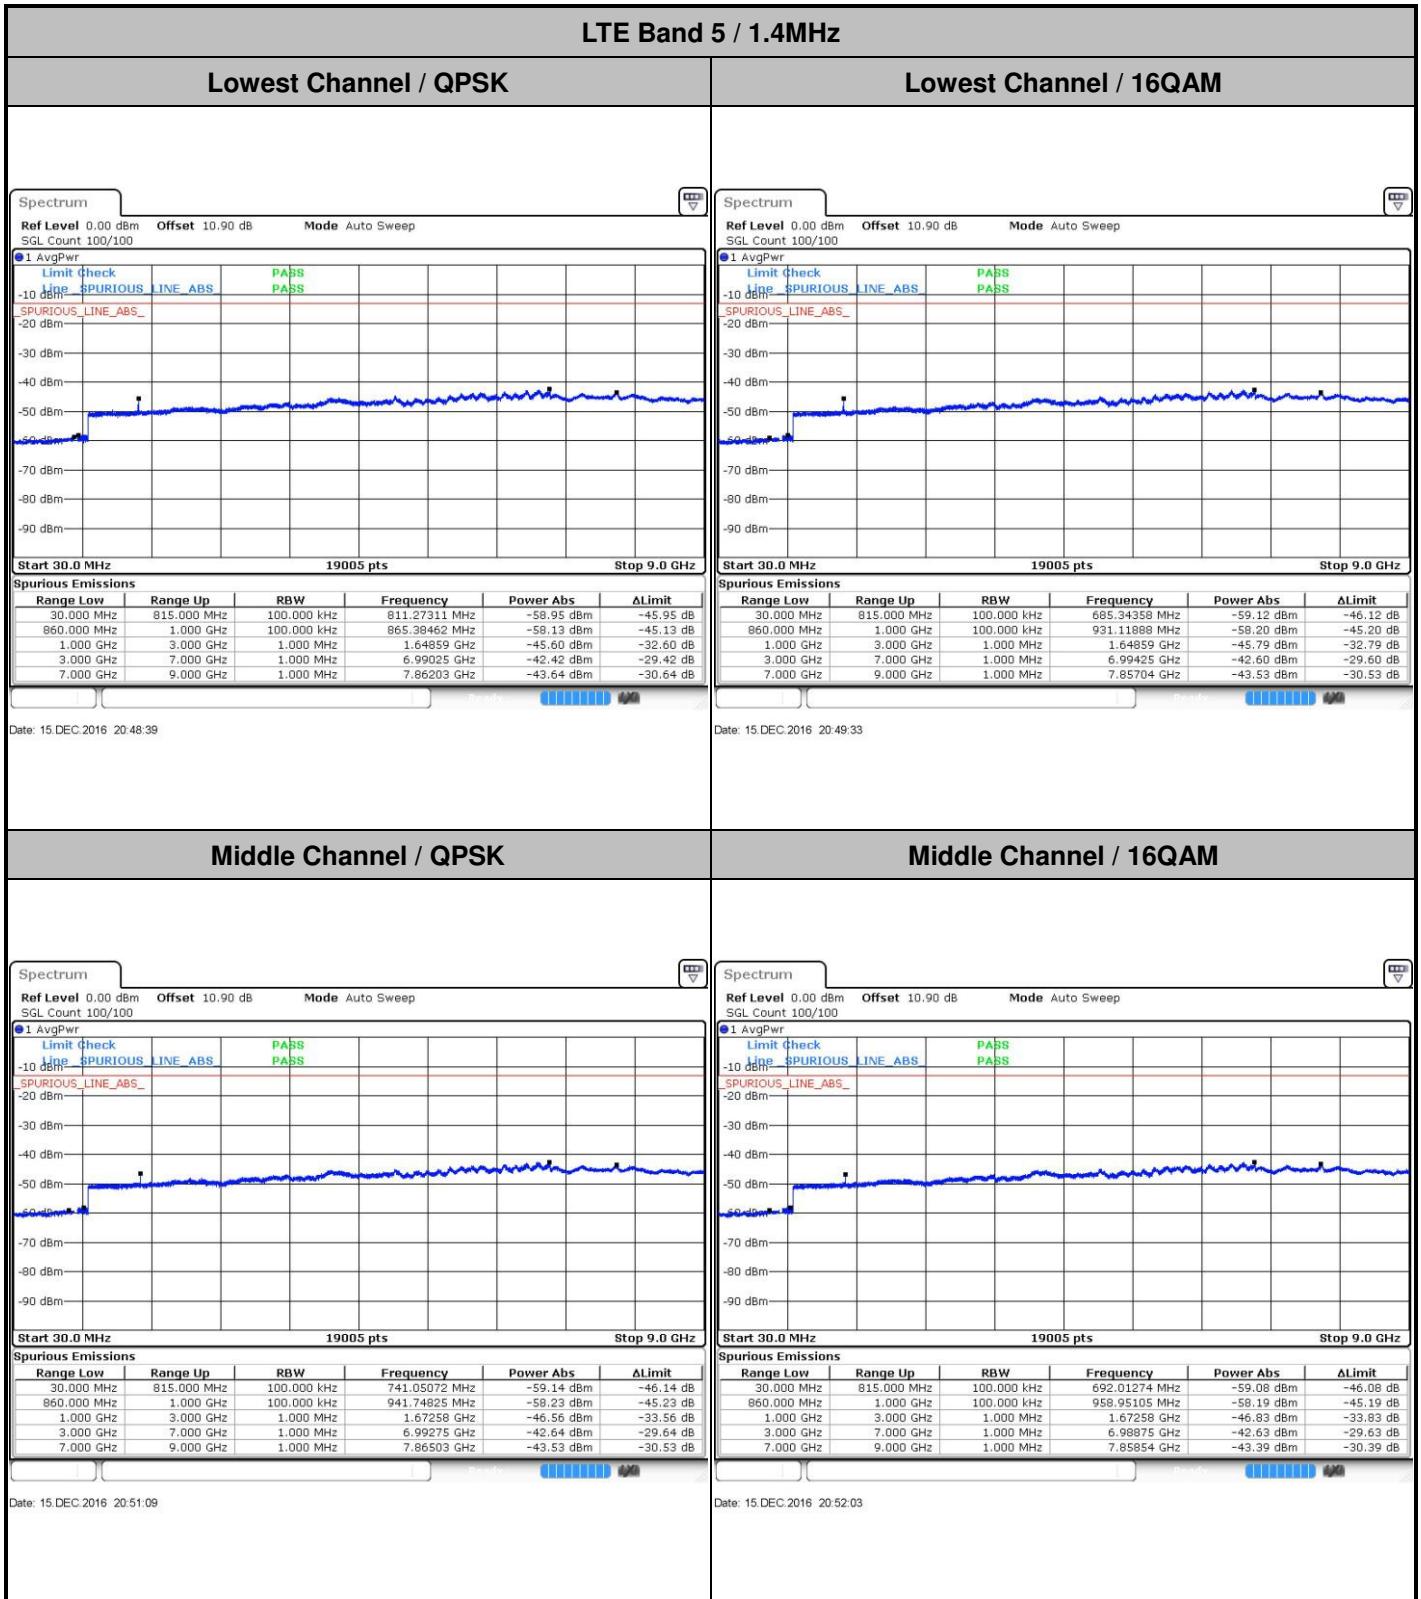 LTE Band 5 / 1.4MHz
Lowest Channel / QPSK
Lowest Channel / 16QAM
Spectrum
Ref Level 0.00 dBm Offset 10.90 dB Mode Auto Sweep
SGL Count 100/100
1 AvgPwr
Limit Check PASS
Line _SPURIOUS_LINE_ABS_ PASS
-10 dBm
_SPURIOUS_LINE_ABS_
-20 dBm
-30 dBm
-40 dBm
-50 dBm
-60 dBm
-70 dBm
-80 dBm
-90 dBm
Start 30.0 MHz 19005 pts Stop 9.0 GHz
Spurious Emissions
Range Low Range Up RBW Frequency Power Abs ΔLimit
30.000 MHz 815.000 MHz 100.000 kHz 811.27311 MHz -58.95 dBm -45.95 dB
860.000 MHz 1.000 GHz 100.000 kHz 865.38462 MHz -58.13 dBm -45.13 dB
1.000 GHz 3.000 GHz 1.000 MHz 1.64859 GHz -45.60 dBm -32.60 dB
3.000 GHz 7.000 GHz 1.000 MHz 6.99025 GHz -42.42 dBm -29.42 dB
7.000 GHz 9.000 GHz 1.000 MHz 7.86203 GHz -43.64 dBm -30.64 dB
Date: 15.DEC.2016 20:48:39
Spectrum
Ref Level 0.00 dBm Offset 10.90 dB Mode Auto Sweep
SGL Count 100/100
1 AvgPwr
Limit Check PASS
Line _SPURIOUS_LINE_ABS_ PASS
-10 dBm
_SPURIOUS_LINE_ABS_
-20 dBm
-30 dBm
-40 dBm
-50 dBm
-60 dBm
-70 dBm
-80 dBm
-90 dBm
Start 30.0 MHz 19005 pts Stop 9.0 GHz
Spurious Emissions
Range Low Range Up RBW Frequency Power Abs ΔLimit
30.000 MHz 815.000 MHz 100.000 kHz 685.34358 MHz -59.12 dBm -46.12 dB
860.000 MHz 1.000 GHz 100.000 kHz 931.11888 MHz -58.20 dBm -45.20 dB
1.000 GHz 3.000 GHz 1.000 MHz 1.64859 GHz -45.79 dBm -32.79 dB
3.000 GHz 7.000 GHz 1.000 MHz 6.99425 GHz -42.60 dBm -29.60 dB
7.000 GHz 9.000 GHz 1.000 MHz 7.85704 GHz -43.53 dBm -30.53 dB
Date: 15.DEC.2016 20:49:33
Middle Channel / QPSK
Middle Channel / 16QAM
Spectrum
Ref Level 0.00 dBm Offset 10.90 dB Mode Auto Sweep
SGL Count 100/100
1 AvgPwr
Limit Check PASS
Line _SPURIOUS_LINE_ABS_ PASS
-10 dBm
_SPURIOUS_LINE_ABS_
-20 dBm
-30 dBm
-40 dBm
-50 dBm
-60 dBm
-70 dBm
-80 dBm
-90 dBm
Start 30.0 MHz 19005 pts Stop 9.0 GHz
Spurious Emissions
Range Low Range Up RBW Frequency Power Abs ΔLimit
30.000 MHz 815.000 MHz 100.000 kHz 741.05072 MHz -59.14 dBm -46.14 dB
860.000 MHz 1.000 GHz 100.000 kHz 941.74825 MHz -58.23 dBm -45.23 dB
1.000 GHz 3.000 GHz 1.000 MHz 1.67258 GHz -46.56 dBm -33.56 dB
3.000 GHz 7.000 GHz 1.000 MHz 6.99275 GHz -42.64 dBm -29.64 dB
7.000 GHz 9.000 GHz 1.000 MHz 7.86503 GHz -43.53 dBm -30.53 dB
Date: 15.DEC.2016 20:51:09
Spectrum
Ref Level 0.00 dBm Offset 10.90 dB Mode Auto Sweep
SGL Count 100/100
1 AvgPwr
Limit Check PASS
Line _SPURIOUS_LINE_ABS_ PASS
-10 dBm
_SPURIOUS_LINE_ABS_
-20 dBm
-30 dBm
-40 dBm
-50 dBm
-60 dBm
-70 dBm
-80 dBm
-90 dBm
Start 30.0 MHz 19005 pts Stop 9.0 GHz
Spurious Emissions
Range Low Range Up RBW Frequency Power Abs ΔLimit
30.000 MHz 815.000 MHz 100.000 kHz 692.01274 MHz -59.08 dBm -46.08 dB
860.000 MHz 1.000 GHz 100.000 kHz 958.95105 MHz -58.19 dBm -45.19 dB
1.000 GHz 3.000 GHz 1.000 MHz 1.67258 GHz -46.83 dBm -33.83 dB
3.000 GHz 7.000 GHz 1.000 MHz 6.98875 GHz -42.63 dBm -29.63 dB
7.000 GHz 9.000 GHz 1.000 MHz 7.85854 GHz -43.39 dBm -30.39 dB
Date: 15.DEC.2016 20:52:03